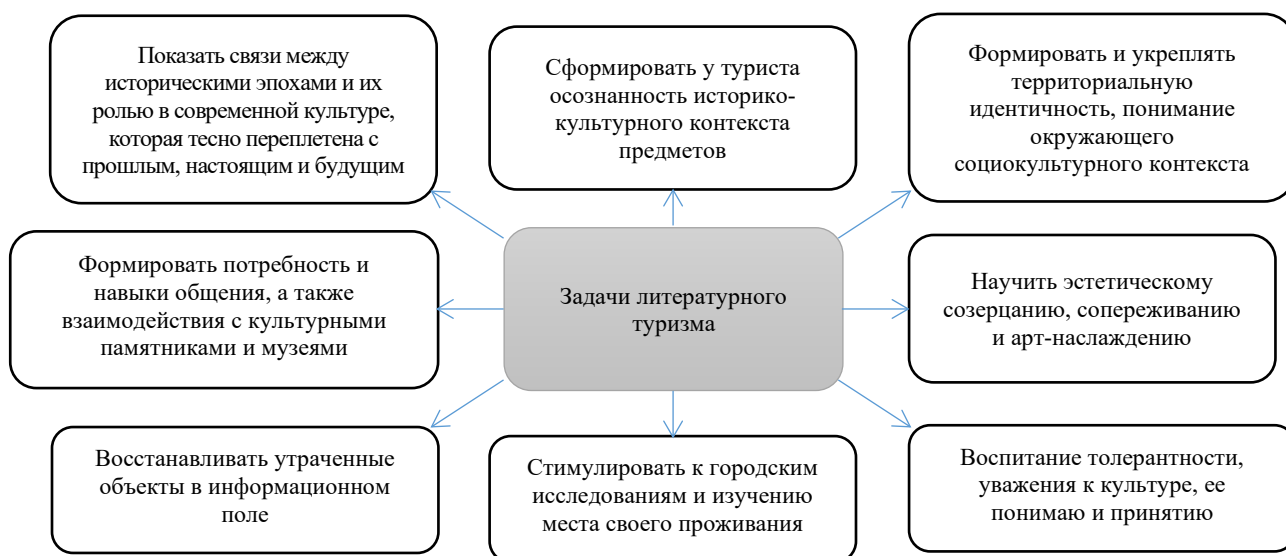 Показать связи между
историческими эпохами и их
ролью в современной культуре,
которая тесно переплетена с
прошлым, настоящим и будущим
Сформировать у туриста
осознанность историко-
культурного контекста
предметов
Формировать и укреплять
территориальную
идентичность, понимание
окружающего
социокультурного контекста
Формировать потребность и
навыки общения, а также
взаимодействия с культурными
памятниками и музеями
Задачи литературного
туризма
Научить эстетическому
созерцанию, сопереживанию
и арт-наслаждению
Восстанавливать утраченные
объекты в информационном
поле
Стимулировать к городским
исследованиям и изучению
места своего проживания
Воспитание толерантности,
уважения к культуре, ее
понимаю и принятию